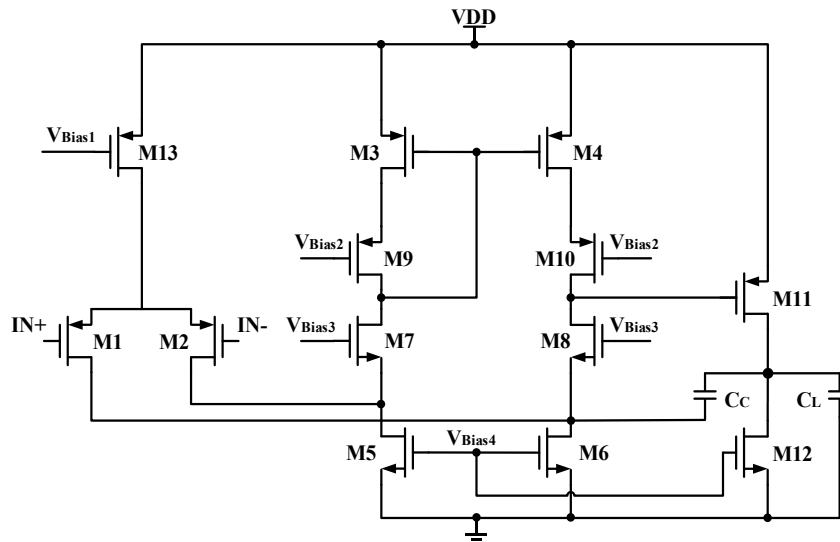 VDD
VBias1
M13
M3
M4
VBias2
M9
M10
VBias2
M11
IN+
M1
M2
IN-
VBias3
M7
M8
VBias3
CC
CL
M5
VBias4
M6
M12